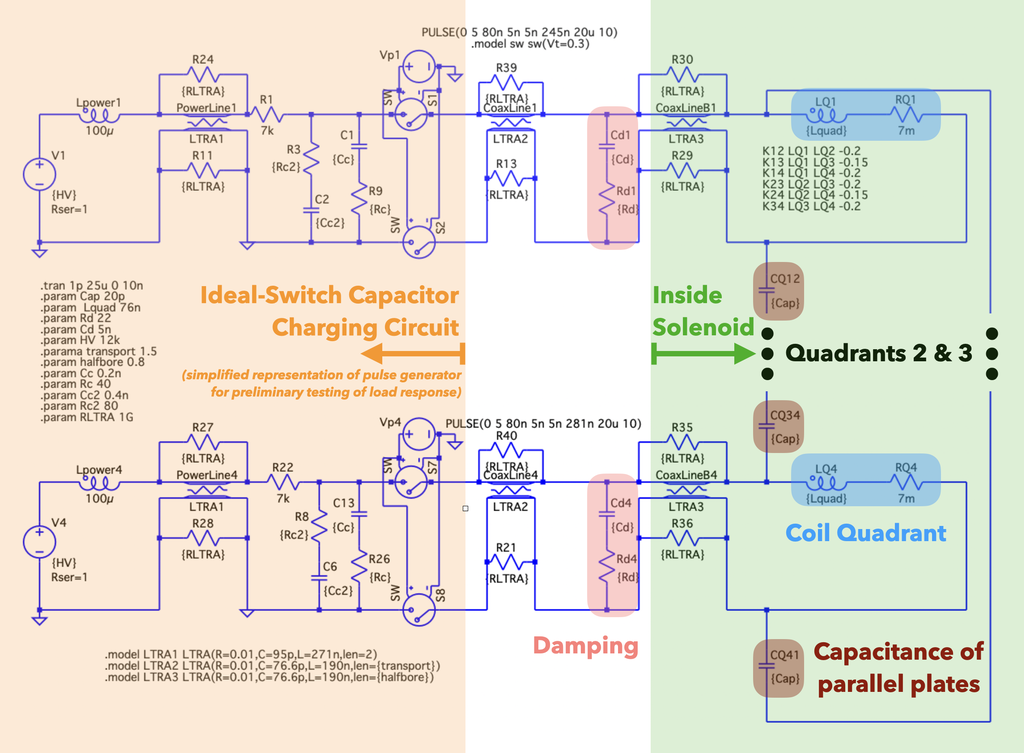 PULSE(0 5 80n 5n 5n 245n 20u 10)
.model sw sw(Vt=0.3)
Vp1
R24
{RLTRA}
Lpower1
100µ
PowerLine1
LTRA1
R11
{RLTRA}
R1
7k
V1
{HV}
Rser=1
R3
{Rc2}
C2
{Cc2}
C1
{Cc}
R9
{Rc}
SW
S1
SW
S2
R39
{RLTRA}
CoaxLine1
LTRA2
R13
{RLTRA}
Cd1
{Cd}
Rd1
{Rd}
R30
{RLTRA}
CoaxLineB1
LTRA3
R29
{RLTRA}
LQ1
{Lquad}
RQ1
7m
K12 LQ1 LQ2 -0.2
K13 LQ1 LQ3 -0.15
K14 LQ1 LQ4 -0.2
K23 LQ2 LQ3 -0.2
K24 LQ2 LQ4 -0.15
K34 LQ3 LQ4 -0.2
CQ12
{Cap}
.tran 1p 25u 0 10n
.param Cap 20p
.param Lquad 76n
.param Rd 22
.param Cd 5n
.param HV 12k
.parama transport 1.5
.param halfbore 0.8
.param Cc 0.2n
.param Rc 40
.param Cc2 0.4n
.param Rc2 80
.param RLTRA 1G
Ideal-Switch Capacitor
Charging Circuit
(simplified representation of pulse generator
for preliminary testing of load response)
Inside
Solenoid
Quadrants 2 & 3
CQ34
{Cap}
PULSE(0 5 80n 5n 5n 281n 20u 10)
Vp4
R27
{RLTRA}
Lpower4
100µ
PowerLine4
LTRA1
R28
{RLTRA}
R22
7k
V4
{HV}
Rser=1
R8
{Rc2}
C6
{Cc2}
C13
{Cc}
R26
{Rc}
SW
S7
SW
S8
R40
{RLTRA}
CoaxLine4
LTRA2
R21
{RLTRA}
Cd4
{Cd}
Rd4
{Rd}
R35
{RLTRA}
CoaxLineB4
LTRA3
R36
{RLTRA}
LQ4
{Lquad}
RQ4
7m
Coil Quadrant
Damping
CQ41
{Cap}
Capacitance of
parallel plates
.model LTRA1 LTRA(R=0.01,C=95p,L=271n,len=2)
.model LTRA2 LTRA(R=0.01,C=76.6p,L=190n,len={transport})
.model LTRA3 LTRA(R=0.01,C=76.6p,L=190n,len={halfbore})